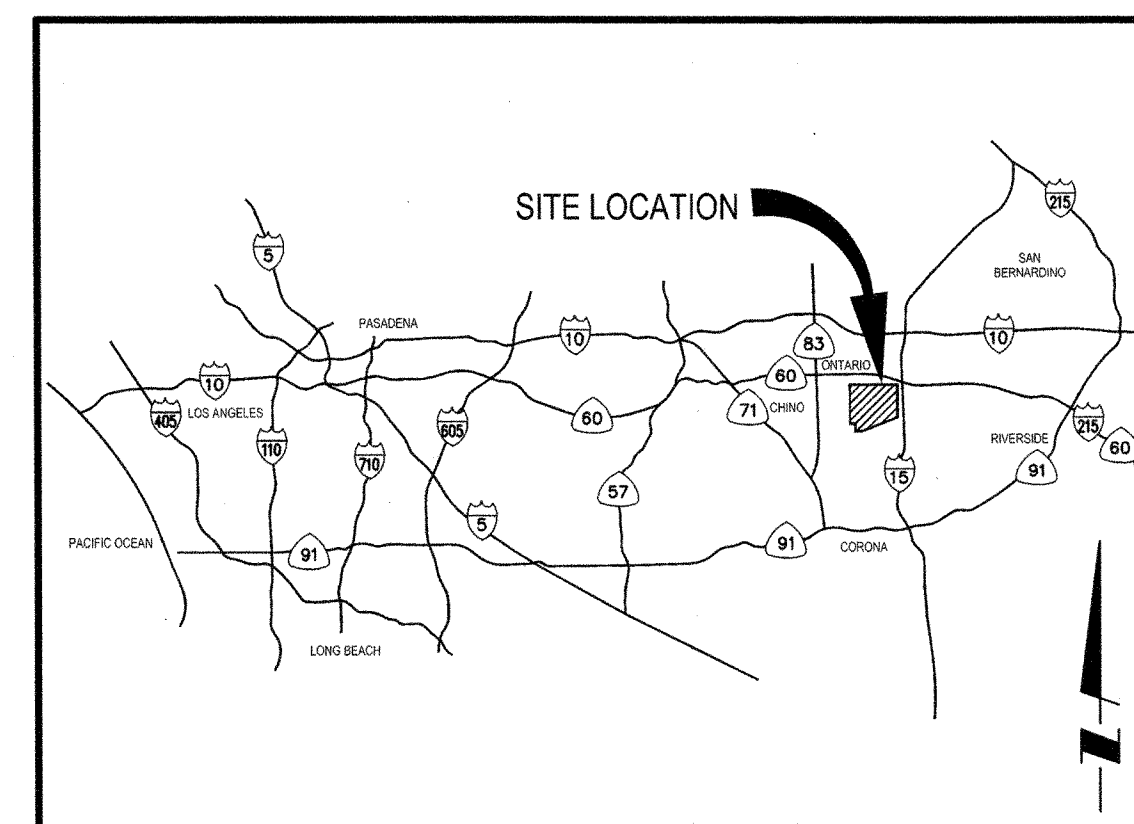 SITE LOCATION
215
SAN
BERNARDINO
5
PASADENA
10
83
10
ONTARIO
60
10
LOS ANGELES
405
60
71
CHINO
605
110
710
215
RIVERSIDE
60
91
15
57
5
PACIFIC OCEAN
91
91
CORONA
LONG BEACH
Z